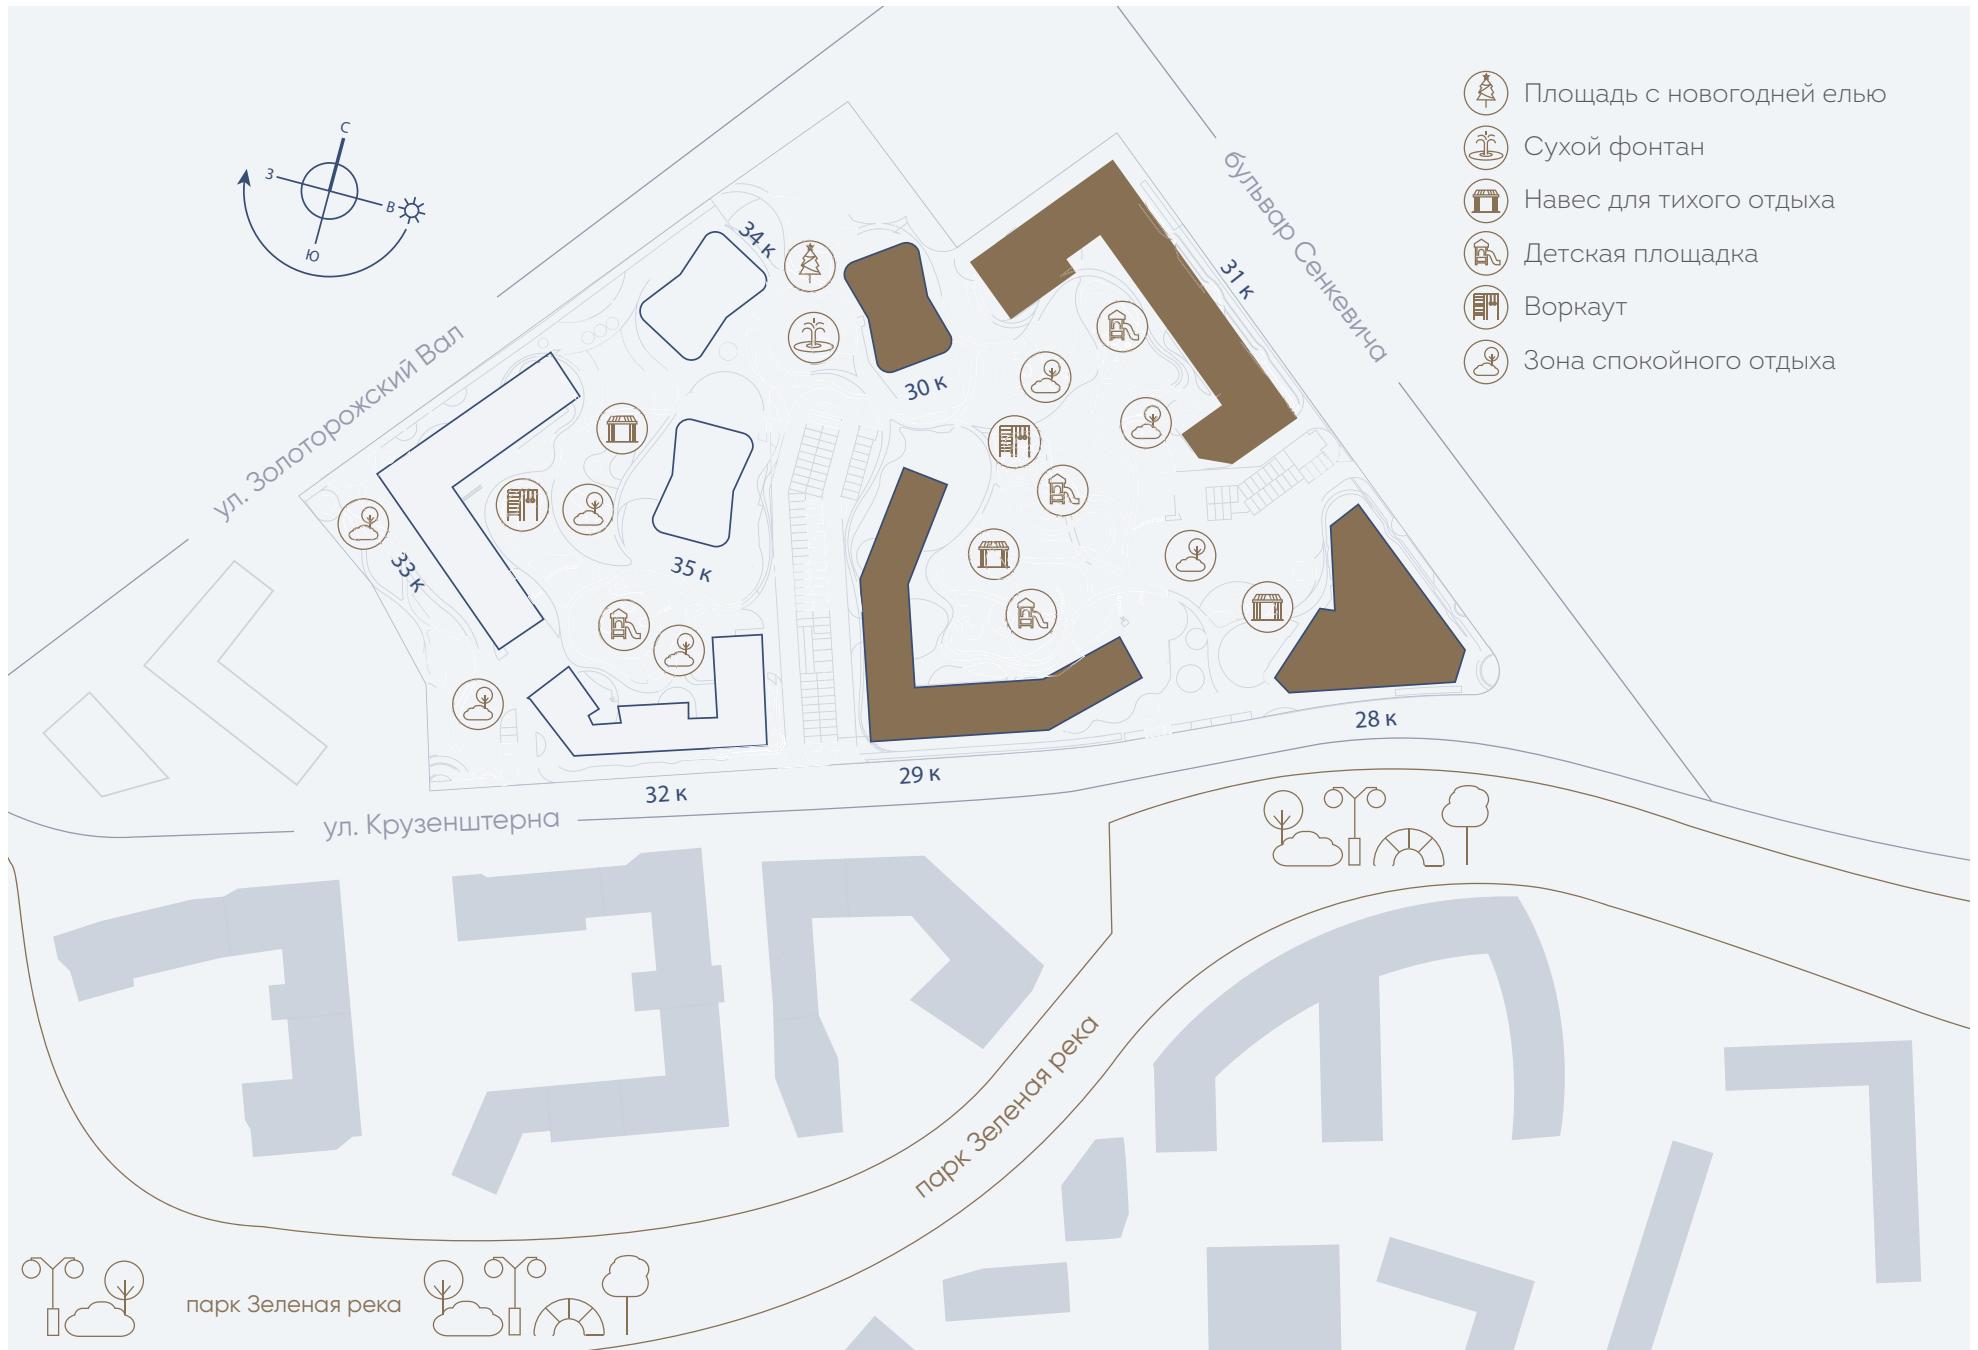 Площадь с новогодней елью
Сухой фонтан
Навес для тихого отдыха
Детская площадка
Воркаут
Зона спокойного отдыха
С
З
В
Ю
ул. Золоторожский Вал
бульвар Сенкевича
34 к
31 к
30 к
33 к
35 к
28 к
29 к
32 к
ул. Крузенштерна
парк Зеленая река
парк Зеленая река